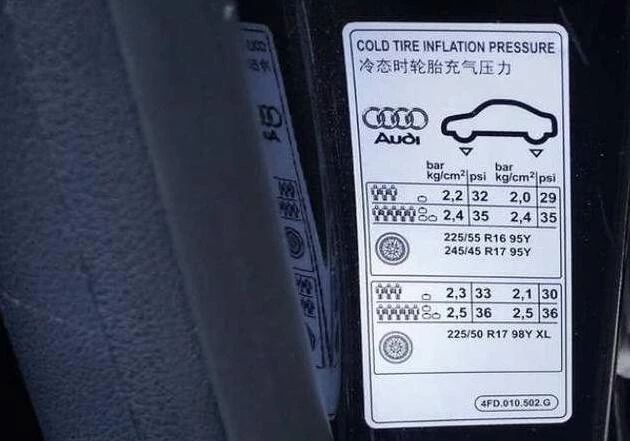 COLD TIRE INFLATION PRESSURE
冷态时轮胎充气压力
Audi
bar bar
kg/cm² psi kg/cm² psi
2,2 32 2,0 29
2,4 35 2,4 35
225/55 R16 95Y
245/45 R17 95Y
2,3 33 2,1 30
2,5 36 2,5 36
225/50 R17 98Y XL
4FD.010.502.G